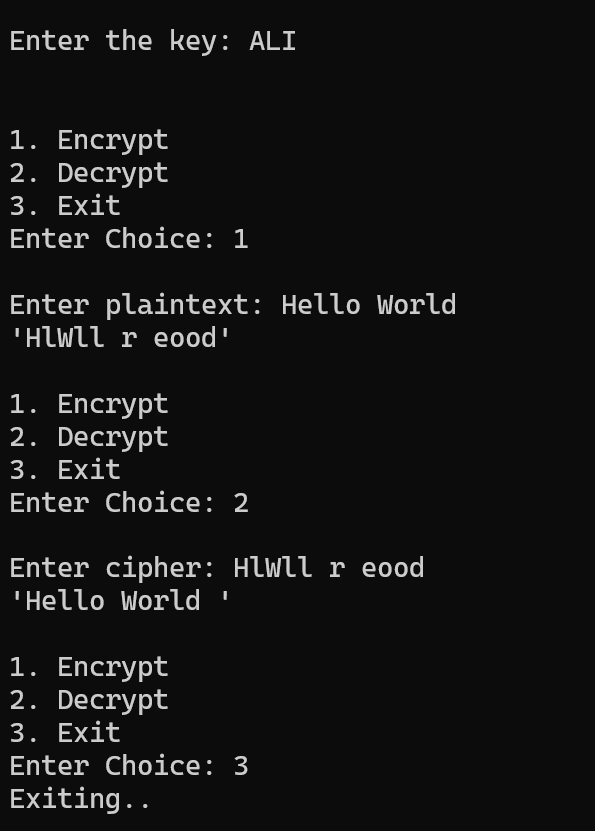 Enter the key: ALI
1. Encrypt
2. Decrypt
3. Exit
Enter Choice: 1
Enter plaintext: Hello World
'HlWll r eood'
1. Encrypt
2. Decrypt
3. Exit
Enter Choice: 2
Enter cipher: HlWll r eood
'Hello World '
1. Encrypt
2. Decrypt
3. Exit
Enter Choice: 3
Exiting..